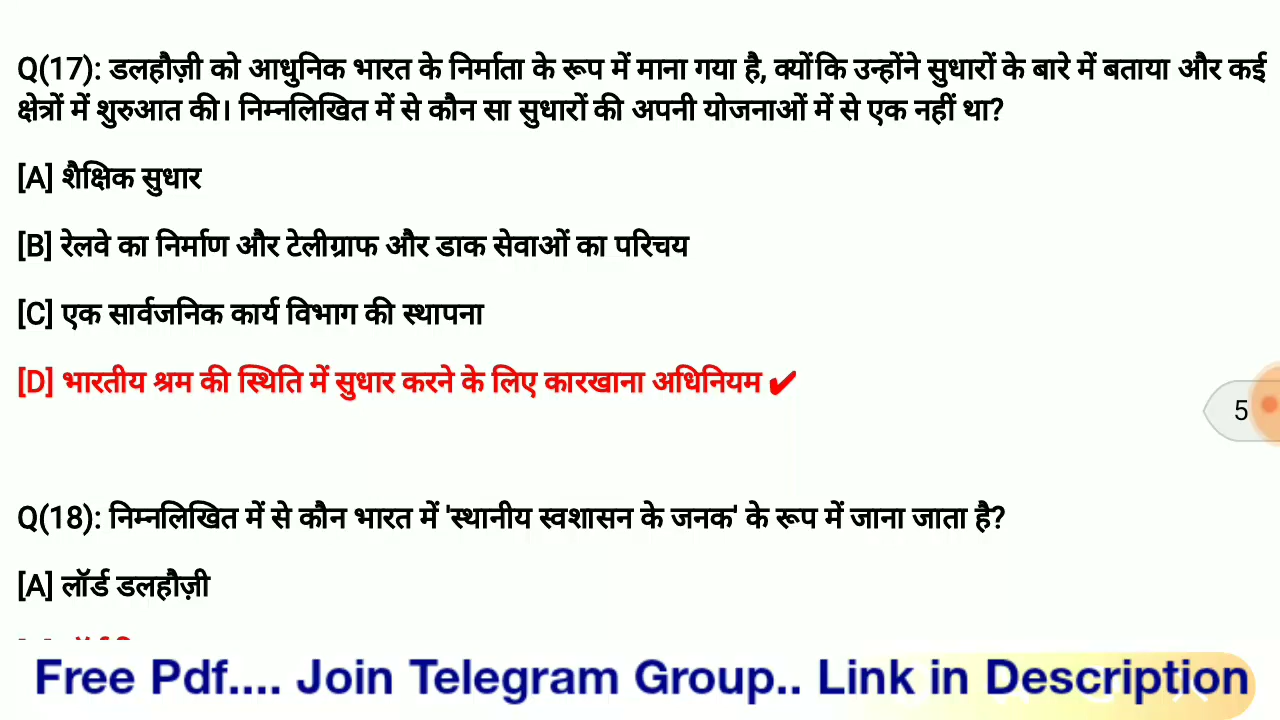 Q(17): डलहौज़ी को आधुनिक भारत के निर्माता के रूप में माना गया है, क्योंकि उन्होंने सुधारों के बारे में बताया और कई
क्षेत्रों में शुरुआत की। निम्नलिखित में से कौन सा सुधारों की अपनी योजनाओं में से एक नहीं था?
[A] शैक्षिक सुधार
[B] रेलवे का निर्माण और टेलीग्राफ और डाक सेवाओं का परिचय
[C] एक सार्वजनिक कार्य विभाग की स्थापना
[D] भारतीय श्रम की स्थिति में सुधार करने के लिए कारखाना अधिनियम ✔
5
Q(18): निम्नलिखित में से कौन भारत में 'स्थानीय स्वशासन के जनक' के रूप में जाना जाता है?
[A] लॉर्ड डलहौज़ी
Free Pdf.... Join Telegram Group.. Link in Description